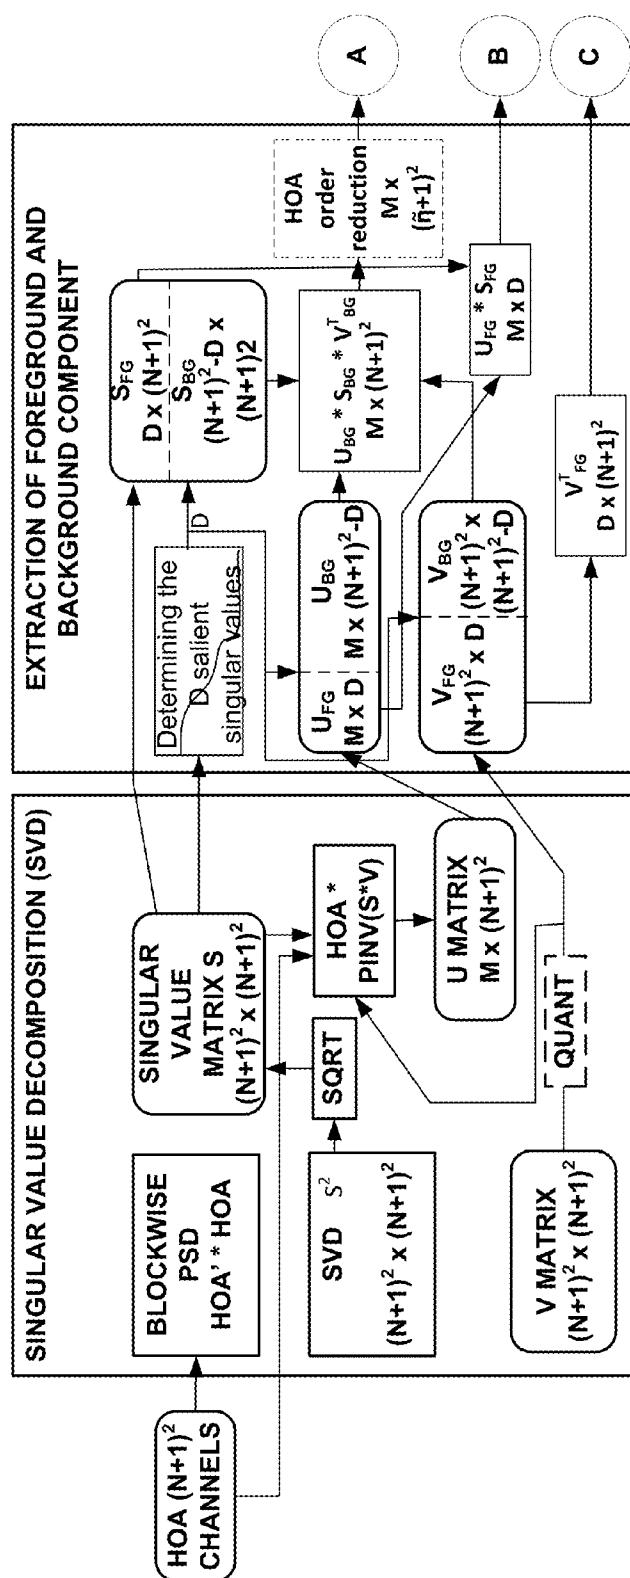 HOA (N+1)²
CHANNELS
SINGULAR VALUE DECOMPOSITION (SVD)
BLOCKWISE
PSD
HOA' * HOA
SVD S²
(N+1)² x (N+1)²
V MATRIX
(N+1)² x (N+1)²
SQRT
QUANT
SINGULAR
VALUE
MATRIX S
(N+1)² x (N+1)²
HOA *
PINV(S*V)
U MATRIX
M x (N+1)²
EXTRACTION OF FOREGROUND AND
BACKGROUND COMPONENT
Determining the
D salient
singular values
D
S_FG
D x (N+1)²
S_BG
(N+1)²-D x
(N+1)2
U_FG
M x D
U_BG
M x (N+1)²-D
V_FG
(N+1)² x D
V_BG
(N+1)² x
(N+1)²-D
U_BG * S_BG * V^T_BG
M x (N+1)²
HOA
order
reduction
M x
(ñ+1)²
U_FG * S_FG
M x D
V^T_FG
D x (N+1)²
A
B
C